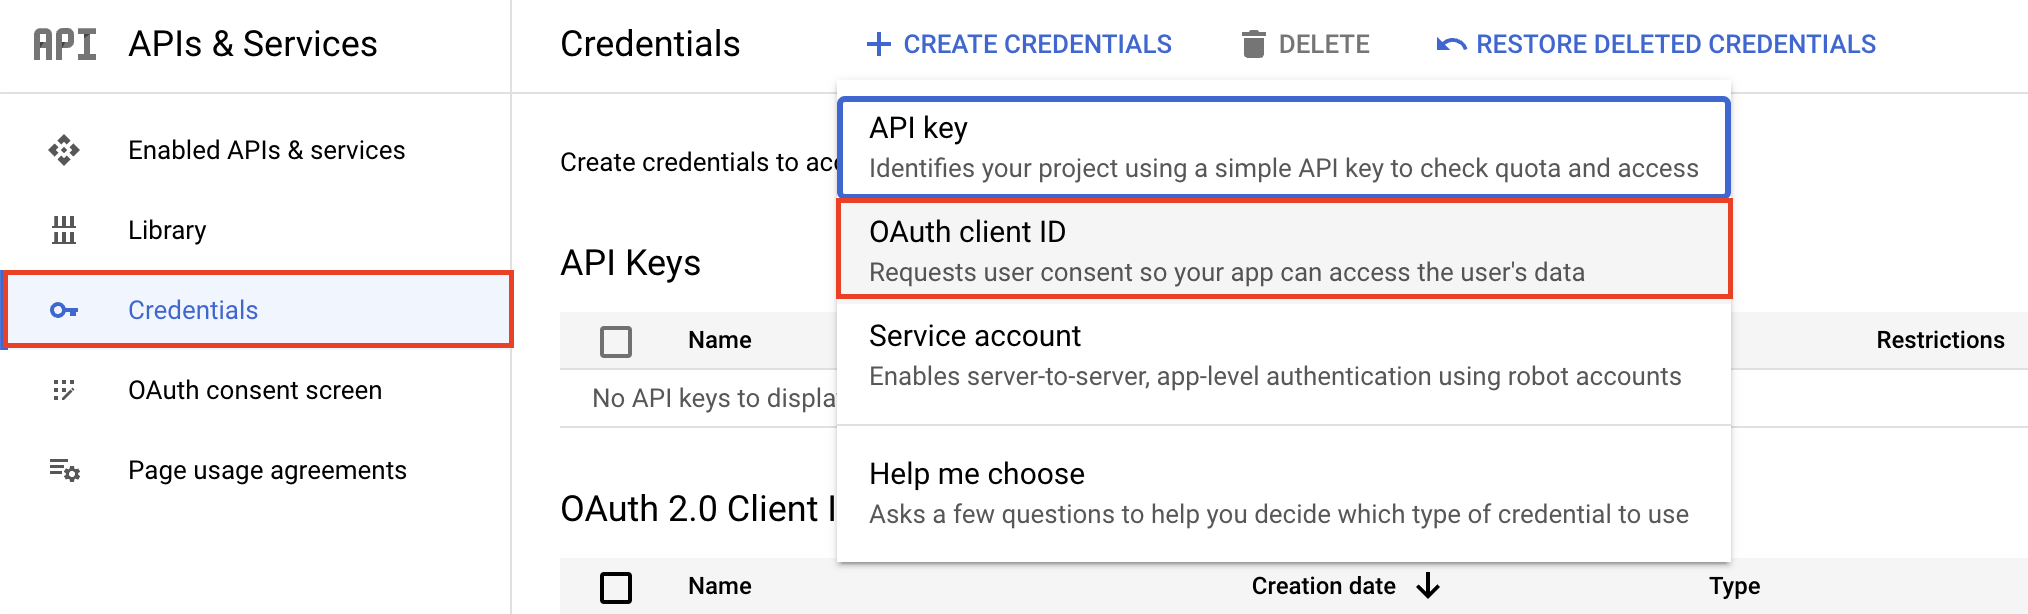 API APIs & Services
Credentials
CREATE CREDENTIALS
DELETE
RESTORE DELETED CREDENTIALS
Enabled APIs & services
Library
Credentials
OAuth consent screen
Page usage agreements
Create credentials to
API key
Identifies your project using a simple API key to check quota and access
OAuth client ID
Requests user consent so your app can access the user's data
Service account
Enables server-to-server, app-level authentication using robot accounts
Help me choose
Asks a few questions to help you decide which type of credential to use
API Keys
Name
Restrictions
No API keys to
OAuth 2.0 Client
Name
Creation date
Type